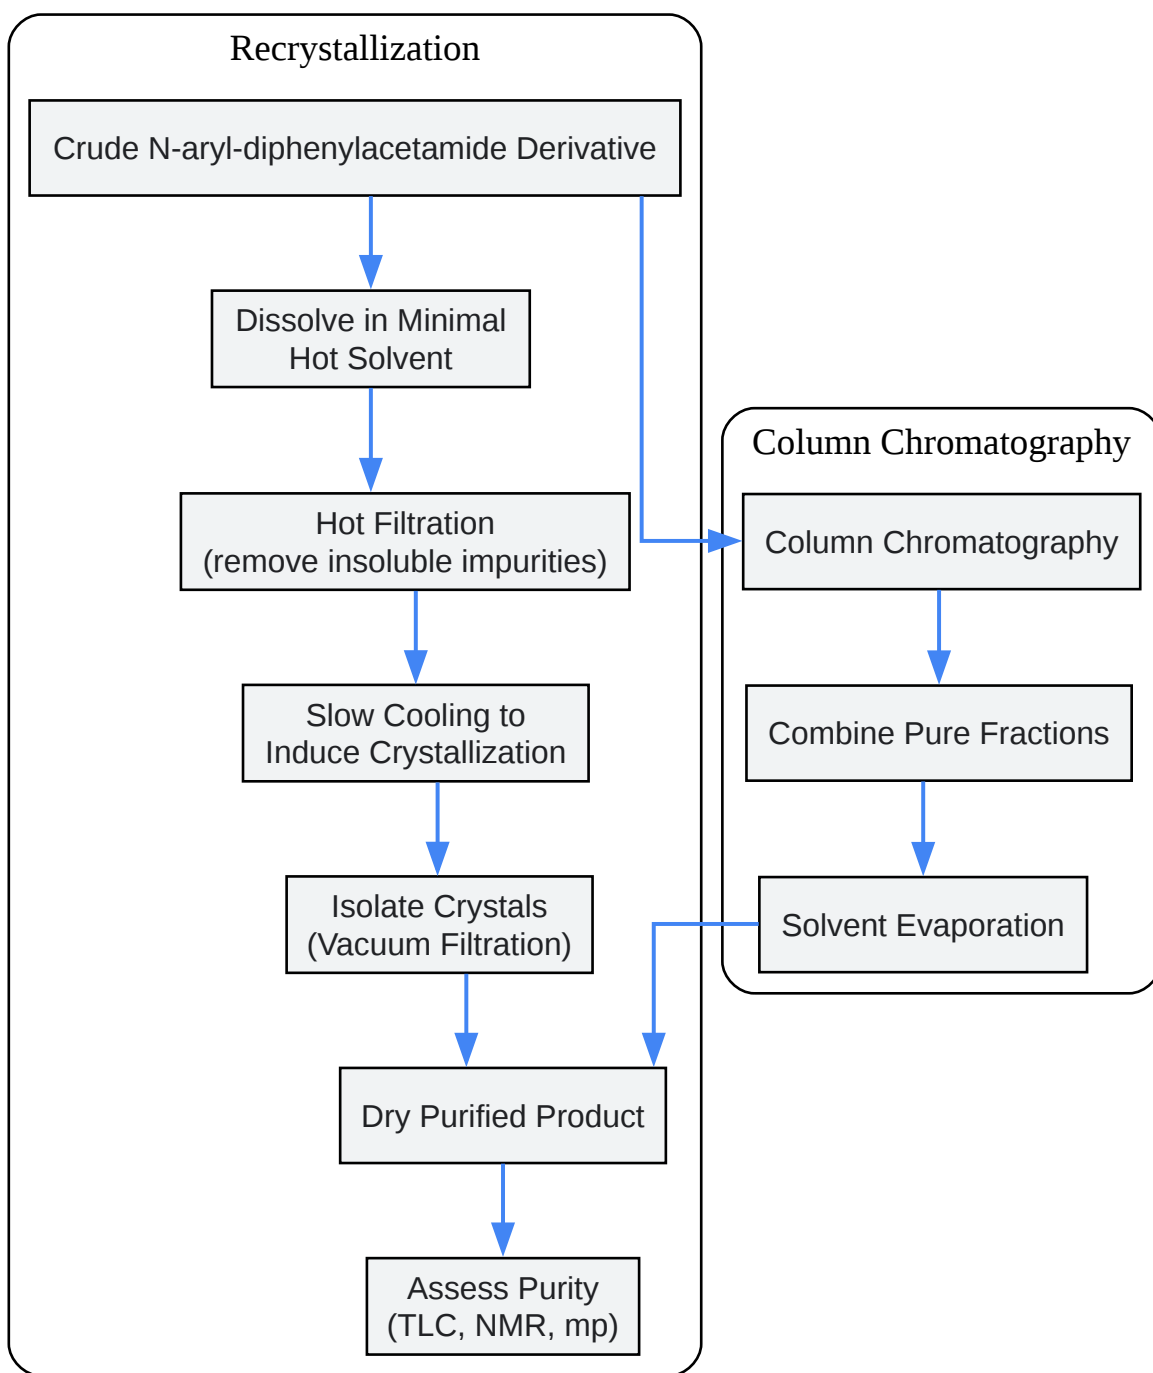 Recrystallization
Crude N-aryl-diphenylacetamide Derivative
Dissolve in Minimal
Hot Solvent
Hot Filtration
(remove insoluble impurities)
Slow Cooling to
Induce Crystallization
Isolate Crystals
(Vacuum Filtration)
Dry Purified Product
Assess Purity
(TLC, NMR, mp)
Column Chromatography
Column Chromatography
Combine Pure Fractions
Solvent Evaporation